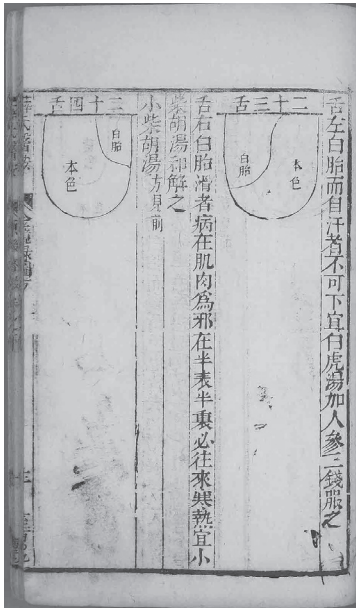 舌左白胎而自汗者不可下宜白虎湯加人參三錢服之
二十三舌
本色
白胎
舌右白胎滑者病在肌肉爲邪在半表半裏必往來寒熱宜小
柴胡湯和解之
小柴胡湯方見前
二十四舌
白胎
本色